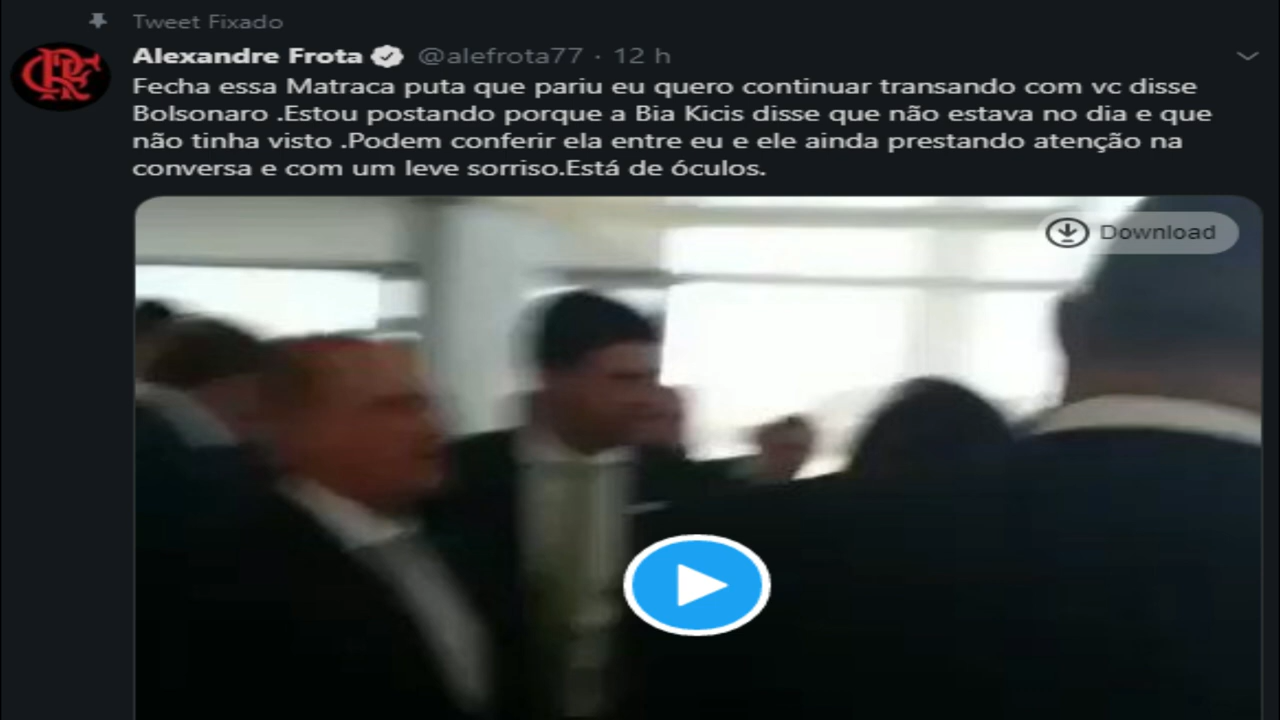 Tweet Fixado
Alexandre Frota @alefrota77 · 12 h
Fecha essa Matraca puta que pariu eu quero continuar transando com vc disse
Bolsonaro .Estou postando porque a Bia Kicis disse que não estava no dia e que
não tinha visto .Podem conferir ela entre eu e ele ainda prestando atenção na
conversa e com um leve sorriso.Está de óculos.
Download